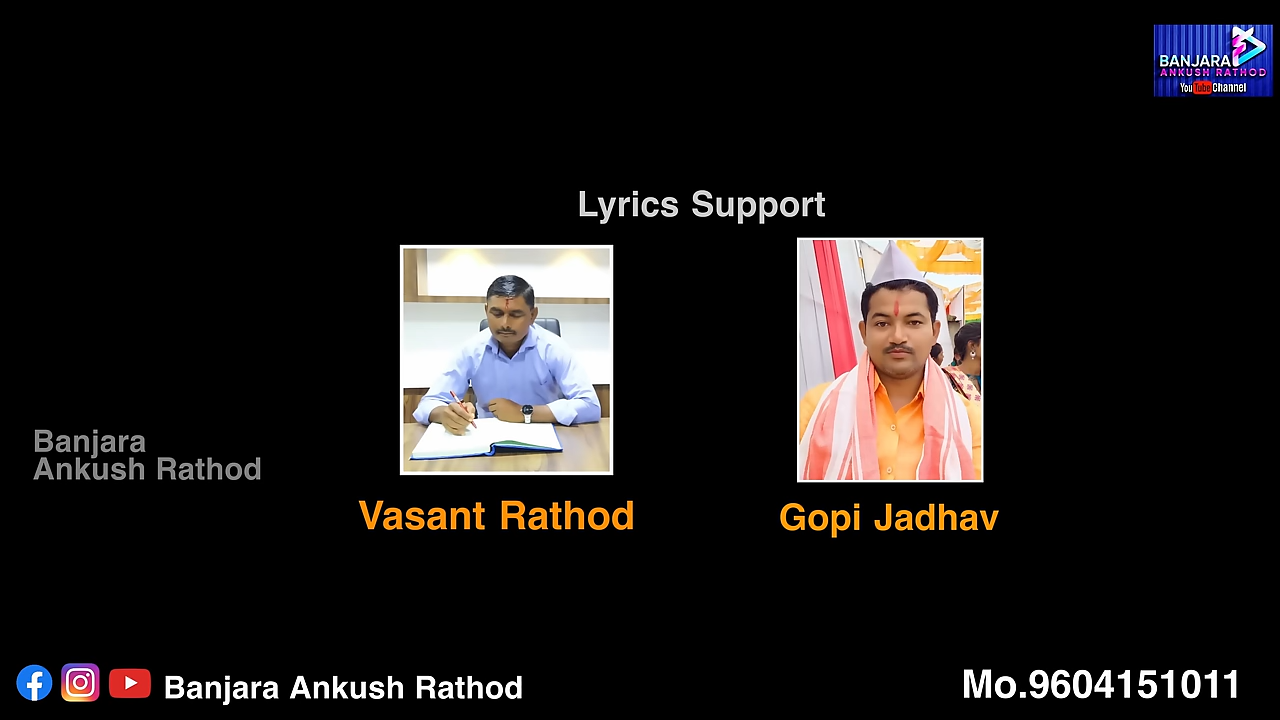 BANJARA
ANKUSH RATHOD
YouTube Channel
Lyrics Support
Banjara
Ankush Rathod
Vasant Rathod
Gopi Jadhav
Banjara Ankush Rathod
Mo.9604151011